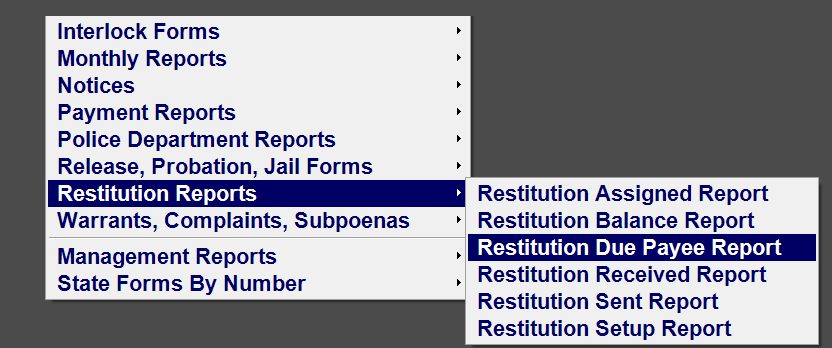 Interlock Forms
Monthly Reports
Notices
Payment Reports
Police Department Reports
Release, Probation, Jail Forms
Restitution Reports
Warrants, Complaints, Subpoenas
Management Reports
State Forms By Number
Restitution Assigned Report
Restitution Balance Report
Restitution Due Payee Report
Restitution Received Report
Restitution Sent Report
Restitution Setup Report